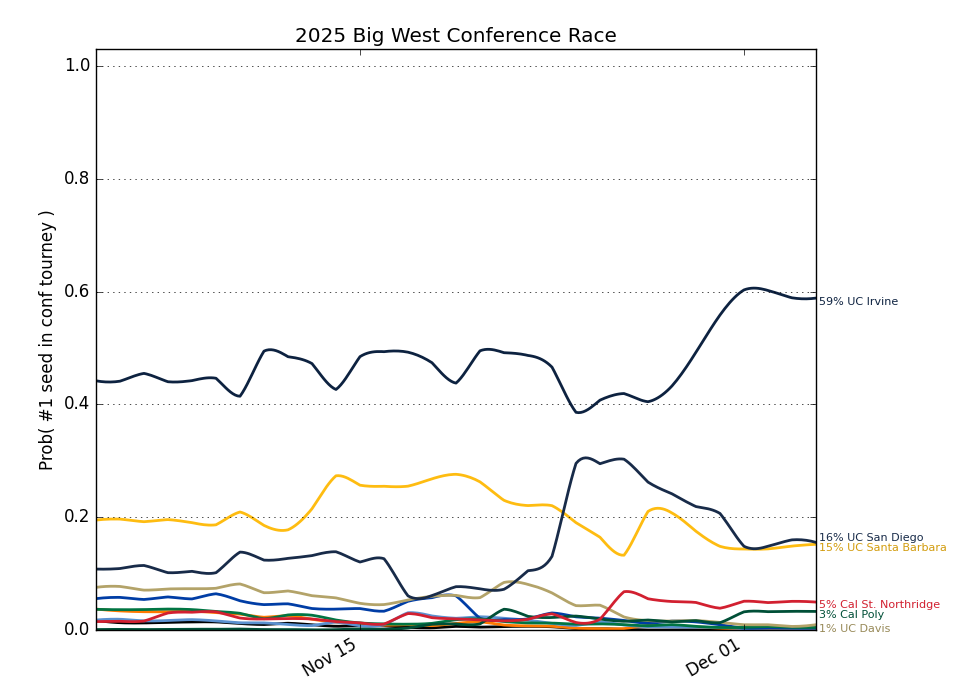 2025 Big West Conference Race
Prob( #1 seed in conf tourney )
1.0
0.8
0.6
0.4
0.2
0.0
Nov 15
Dec 01
59% UC Irvine
16% UC San Diego
15% UC Santa Barbara
5% Cal St. Northridge
3% Cal Poly
1% UC Davis